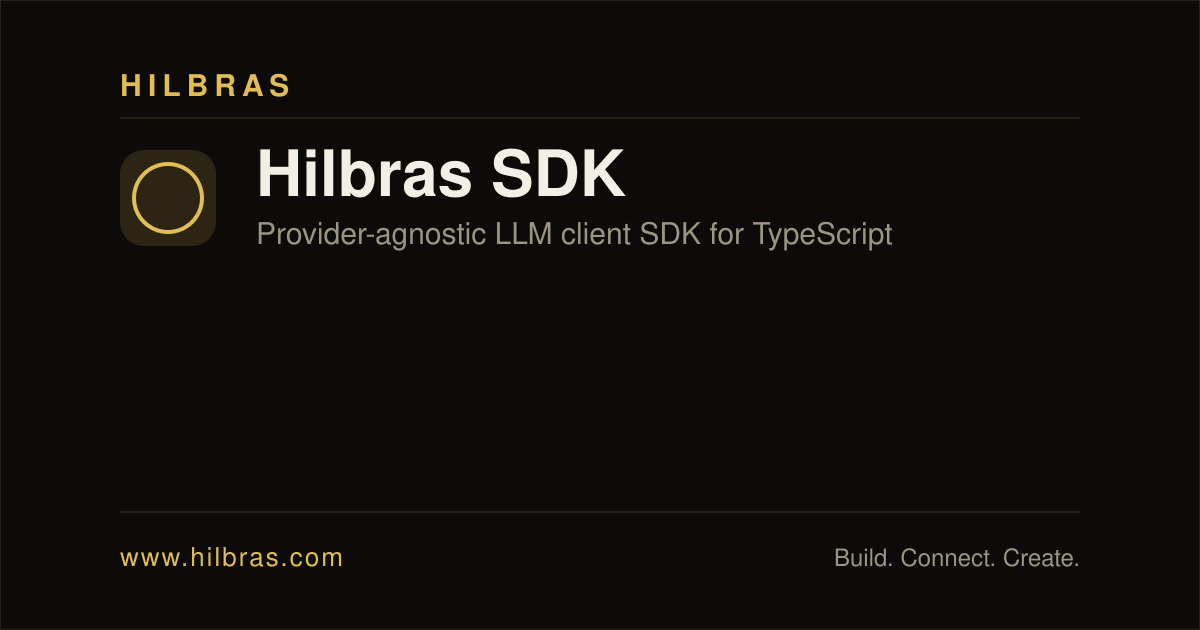 HILBRAS
Hilbras SDK
Provider-agnostic LLM client SDK for TypeScript
www.hilbras.com
Build. Connect. Create.